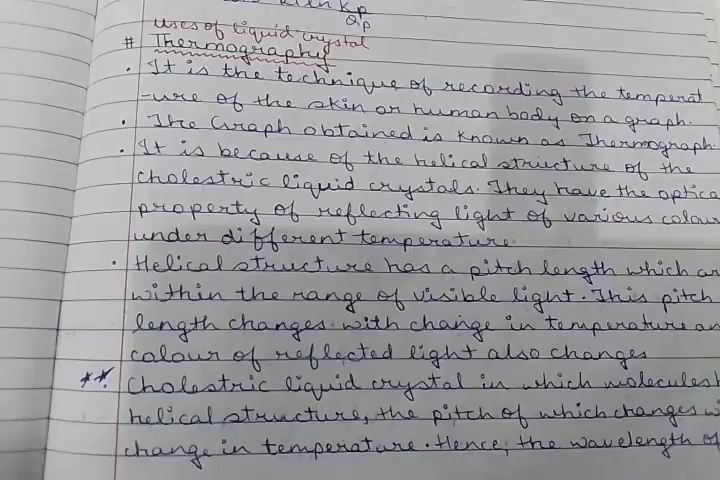 with Kp
Qp
uses of liquid crystal
# Thermography
. It is the technique of recording the temperat
-ure of the skin or human body on a graph.
. The Graph obtained is known as Thermograph.
. It is because of the helical structure of the
cholestric liquid crystals. They have the optica
property of reflecting light of various colour
under different temperature.
. Helical structure has a pitch length which ar
within the range of visible light. This pitch
length changes with change in temperature an
colour of reflected light also changes
**. Cholestric liquid crystal in which molecules h
helical structure, the pitch of which changes wi
change in temperature. Hence, the wavelength of